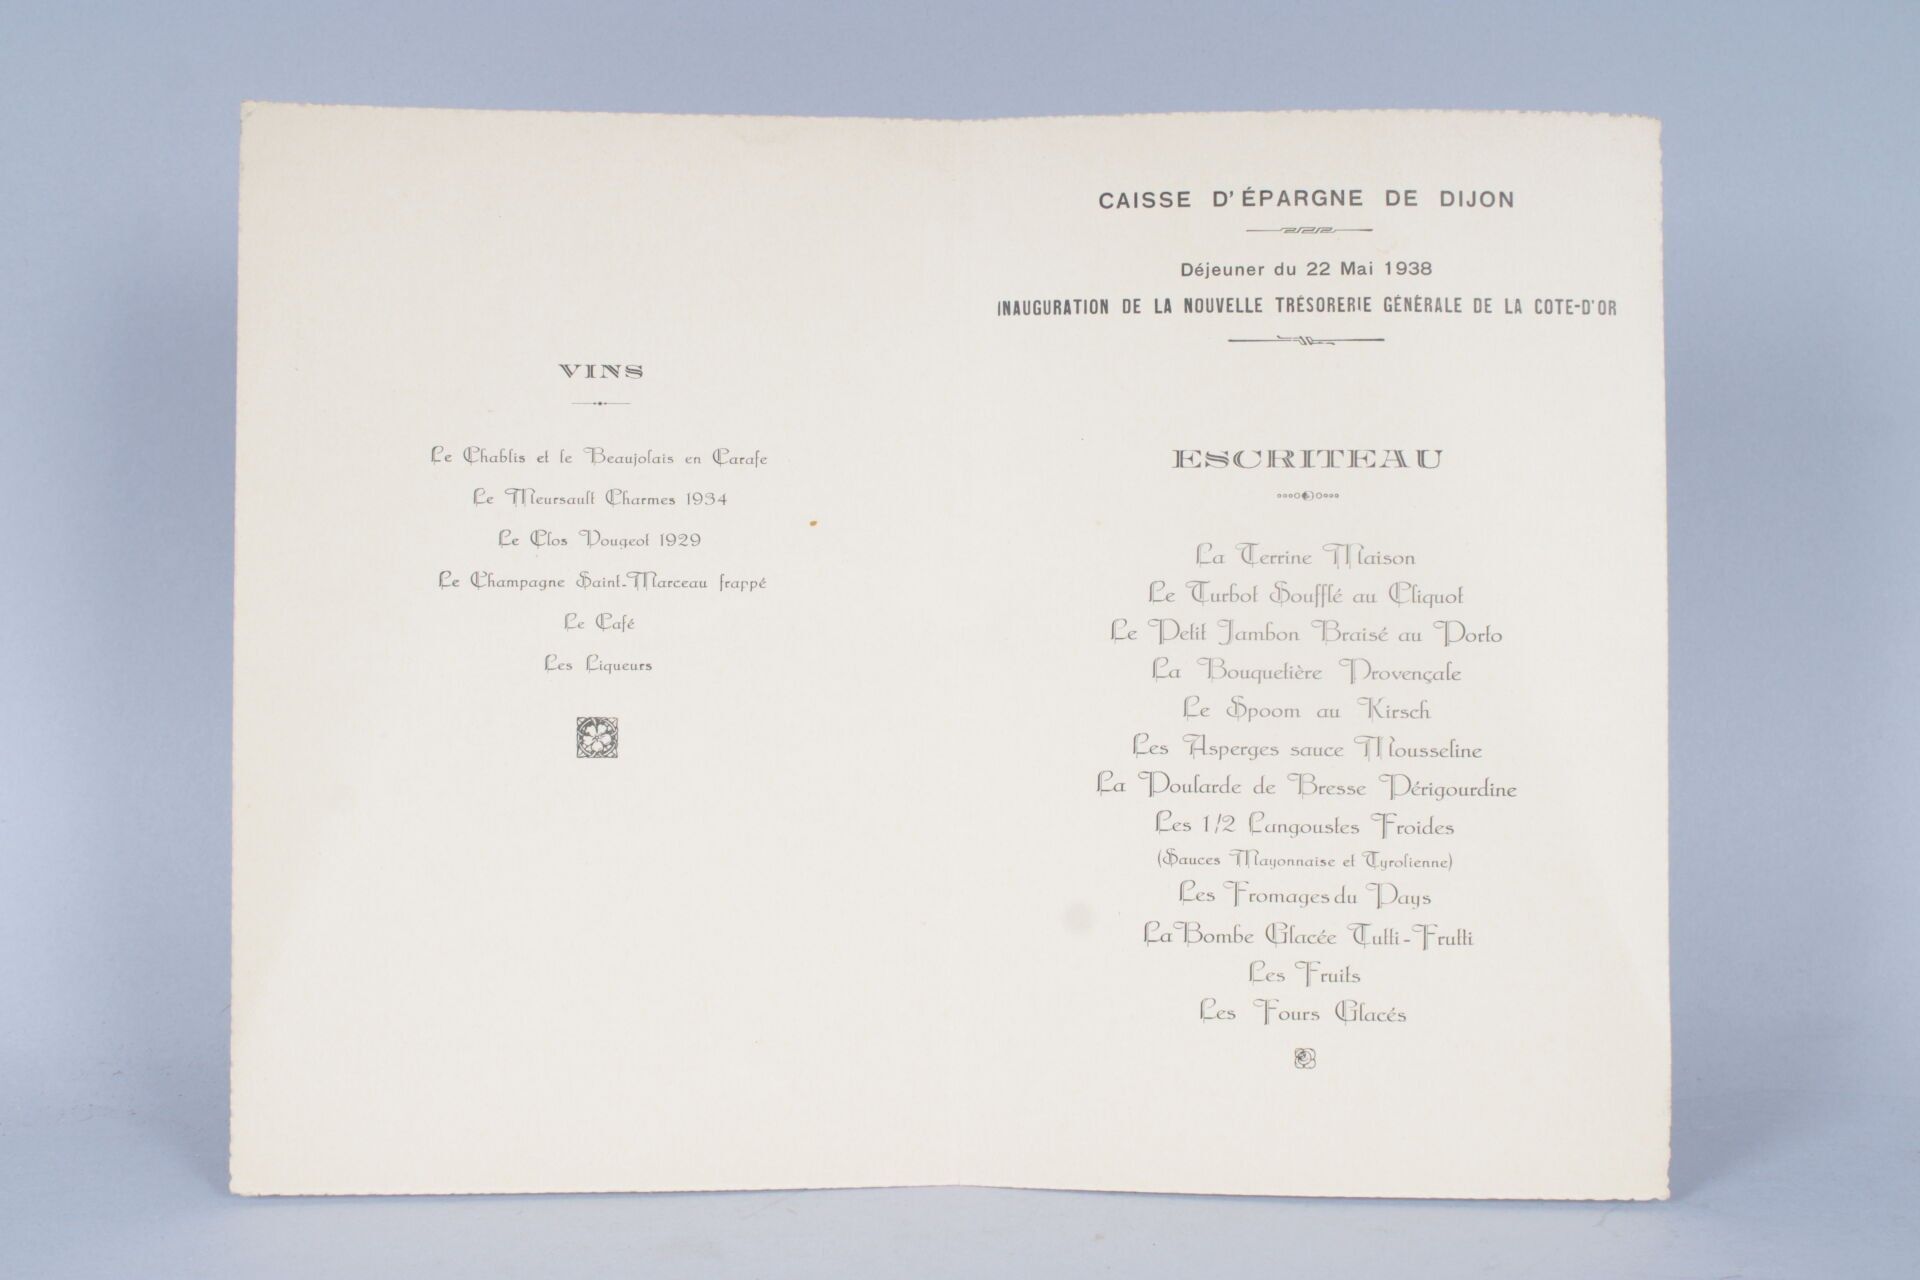 VINS
Le Chablis et le Beaujolais en Carafe
Le Meursault Charmes 1934
Le Clos Vougeot 1929
Le Champagne Saint-Marceau frappé
Le Café
Les Liqueurs
CAISSE D'ÉPARGNE DE DIJON
Déjeuner du 22 Mai 1938
INAUGURATION DE LA NOUVELLE TRÉSORERIE GÉNÉRALE DE LA COTE-D'OR
ESCRITEAU
La Terrine Maison
Le Turbot Soufflé au Cliquot
Le Petit Jambon Braisé au Porto
La Bouquetière Provençale
Le Spoom au Kirsch
Les Asperges sauce Mousseline
La Poularde de Bresse Périgourdine
Les 1/2 Langoustes Froides
(Sauces Mayonnaise et Tyrolienne)
Les Fromages du Pays
La Bombe Glacée Tutti-Frutti
Les Fruits
Les Fours Glacés